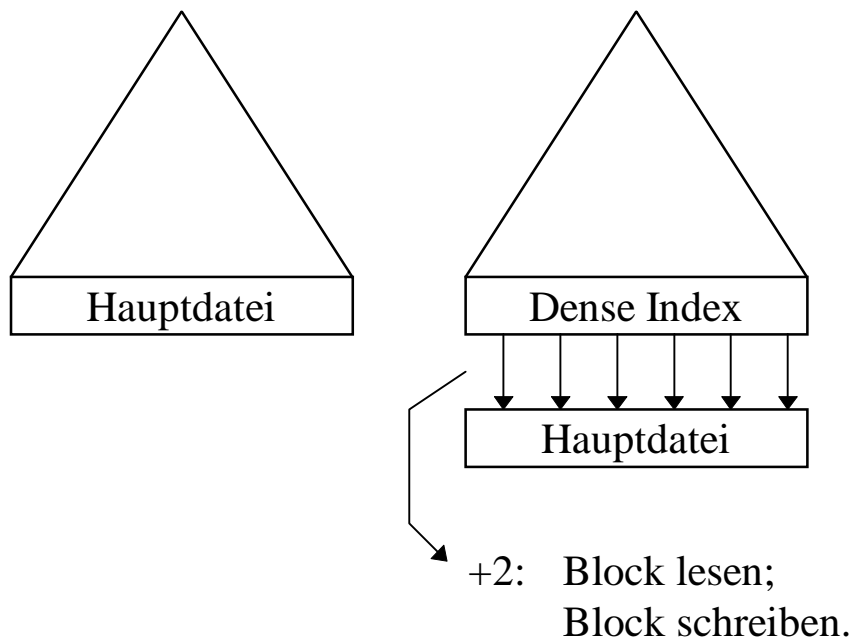 Hauptdatei
Dense Index
Hauptdatei
+2: Block lesen;
Block schreiben.